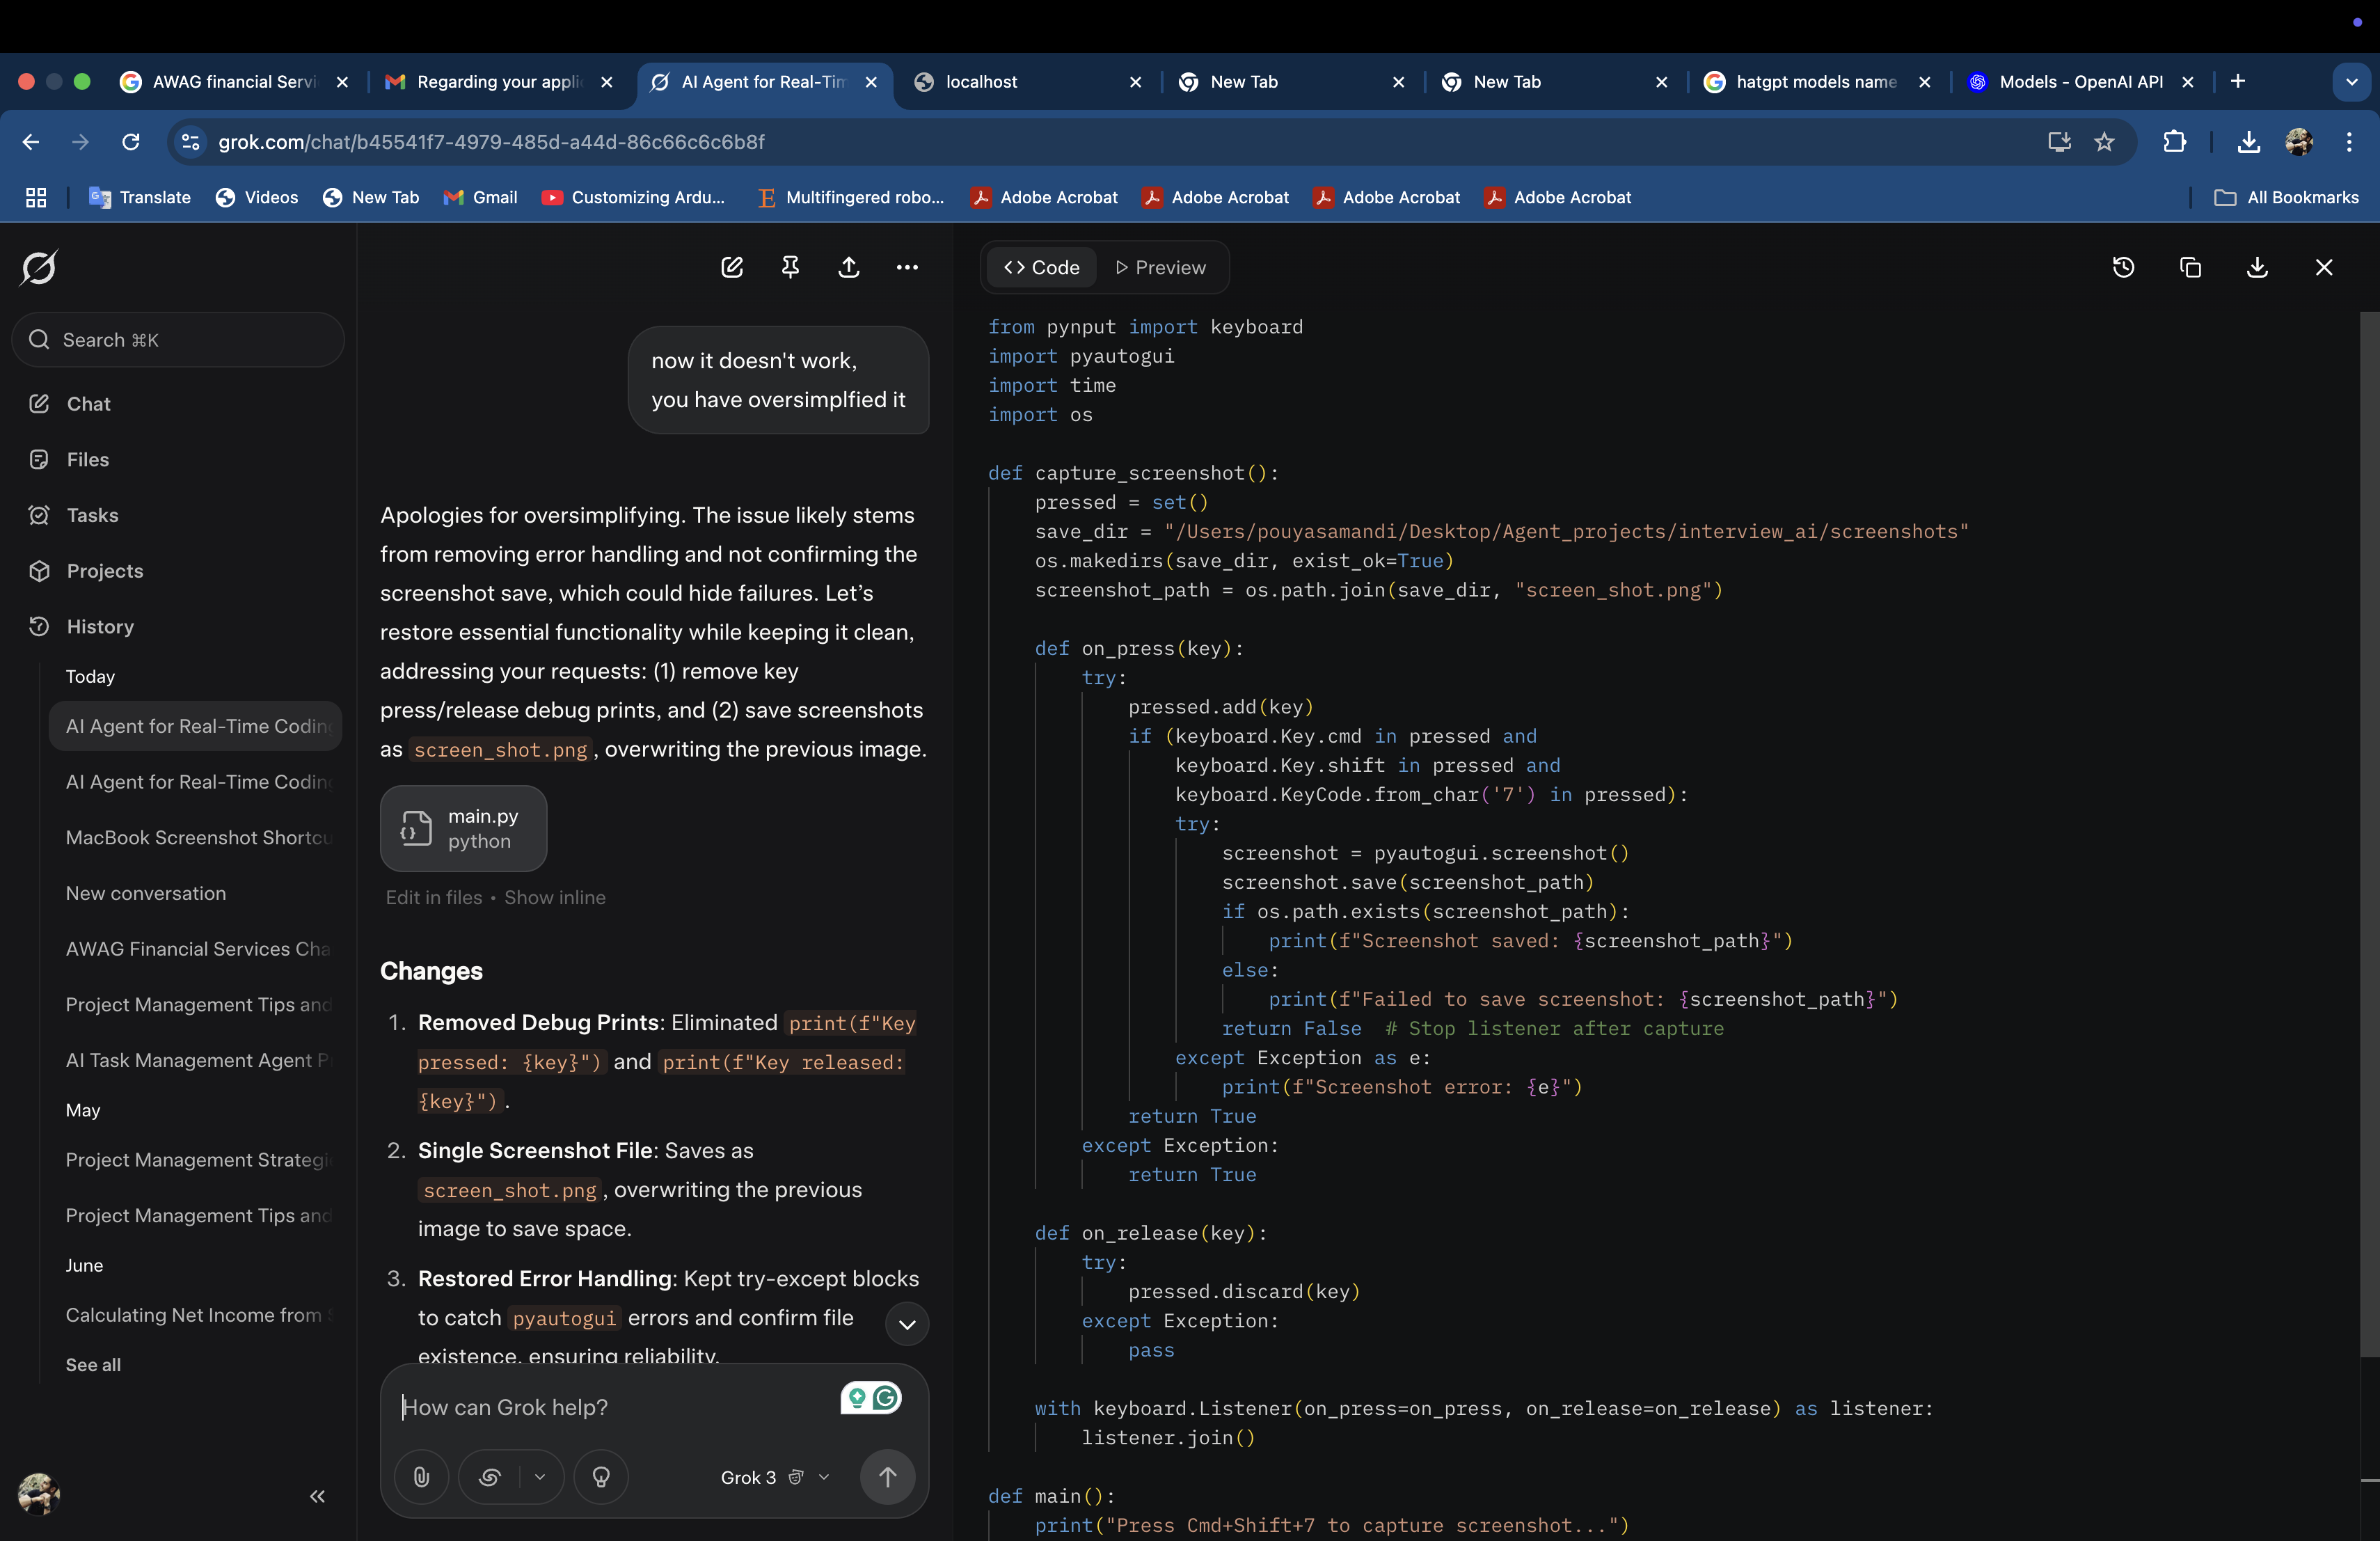 AWAG financial Servi
Regarding your appli
AI Agent for Real-Tim
localhost
New Tab
New Tab
hatgpt models name
Models - OpenAI API
grok.com/chat/b45541f7-4979-485d-a44d-86c66c6c6b8f
Translate
Videos
New Tab
Gmail
Customizing Ardu...
Multifingered robo...
Adobe Acrobat
Adobe Acrobat
Adobe Acrobat
Adobe Acrobat
All Bookmarks
Search ⌘K
Chat
Files
Tasks
Projects
History
Today
AI Agent for Real-Time Coding
AI Agent for Real-Time Coding
MacBook Screenshot Shortcu
New conversation
AWAG Financial Services Cha
Project Management Tips and
AI Task Management Agent P
May
Project Management Strategi
Project Management Tips and
June
Calculating Net Income from S
See all
now it doesn't work,
you have oversimplfied it
Apologies for oversimplifying. The issue likely stems
from removing error handling and not confirming the
screenshot save, which could hide failures. Let's
restore essential functionality while keeping it clean,
addressing your requests: (1) remove key
press/release debug prints, and (2) save screenshots
as screen_shot.png, overwriting the previous image.
main.py
python
Edit in files • Show inline
Changes
1. Removed Debug Prints: Eliminated print(f"Key
pressed: {key}") and print(f"Key released:
{key}").
2. Single Screenshot File: Saves as
screen_shot.png, overwriting the previous
image to save space.
3. Restored Error Handling: Kept try-except blocks
to catch pyautogui errors and confirm file
existence, ensuring reliability.
How can Grok help?
Grok 3
Code
Preview
from pynput import keyboard
import pyautogui
import time
import os
def capture_screenshot():
pressed = set()
save_dir = "/Users/pouyasamandi/Desktop/Agent_projects/interview_ai/screenshots"
os.makedirs(save_dir, exist_ok=True)
screenshot_path = os.path.join(save_dir, "screen_shot.png")
def on_press(key):
try:
pressed.add(key)
if (keyboard.Key.cmd in pressed and
keyboard.Key.shift in pressed and
keyboard.KeyCode.from_char('7') in pressed):
try:
screenshot = pyautogui.screenshot()
screenshot.save(screenshot_path)
if os.path.exists(screenshot_path):
print(f"Screenshot saved: {screenshot_path}")
else:
print(f"Failed to save screenshot: {screenshot_path}")
return False # Stop listener after capture
except Exception as e:
print(f"Screenshot error: {e}")
return True
except Exception:
return True
def on_release(key):
try:
pressed.discard(key)
except Exception:
pass
with keyboard.Listener(on_press=on_press, on_release=on_release) as listener:
listener.join()
def main():
print("Press Cmd+Shift+7 to capture screenshot...")